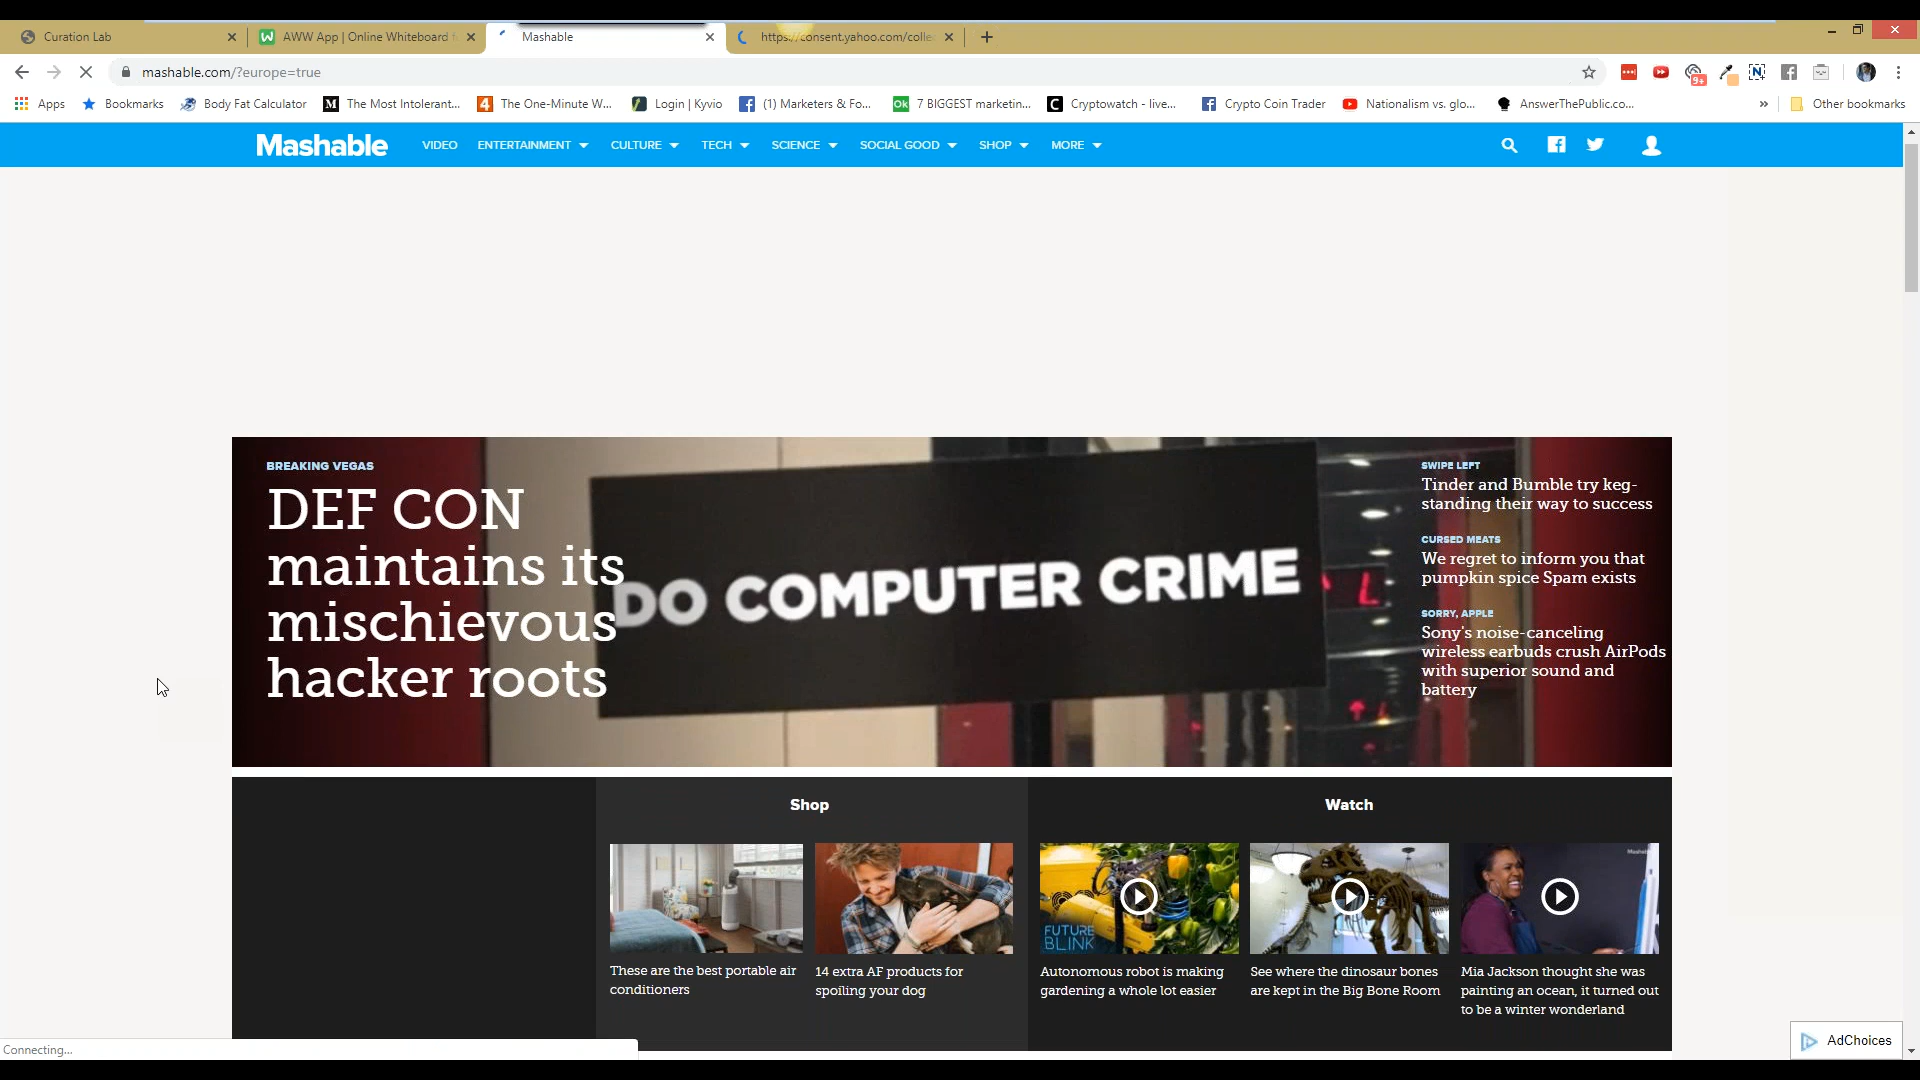 Curation Lab
AWW App | Online Whiteboard
Mashable
https://consent.yahoo.com/colle
mashable.com/?europe=true
9+
Apps
Bookmarks
Body Fat Calculator
The Most Intolerant...
The One-Minute W...
Login | Kyvio
(1) Marketers & Fo...
7 BIGGEST marketin...
Cryptowatch - live...
Crypto Coin Trader
Nationalism vs. glo...
AnswerThePublic.co...
»
Other bookmarks
Mashable
VIDEO
ENTERTAINMENT
CULTURE
TECH
SCIENCE
SOCIAL GOOD
SHOP
MORE
BREAKING VEGAS
DEF CON
maintains its
mischievous
hacker roots
DO COMPUTER CRIME
SWIPE LEFT
Tinder and Bumble try keg-
standing their way to success
CURSED MEATS
We regret to inform you that
pumpkin spice Spam exists
SORRY, APPLE
Sony's noise-canceling
wireless earbuds crush AirPods
with superior sound and
battery
Shop
These are the best portable air
conditioners
14 extra AF products for
spoiling your dog
Watch
FUTURE
BLINK
Autonomous robot is making
gardening a whole lot easier
See where the dinosaur bones
are kept in the Big Bone Room
Mia Jackson thought she was
painting an ocean, it turned out
to be a winter wonderland
Connecting...
AdChoices